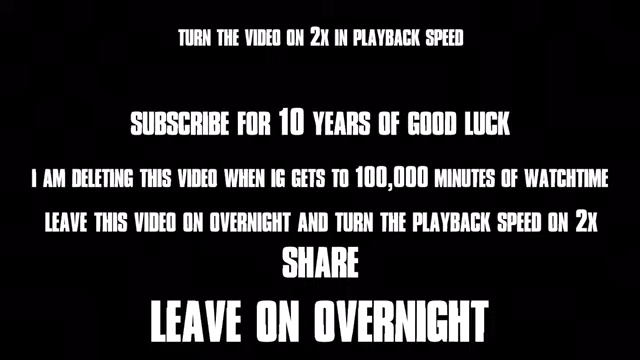 TURN THE VIDEO ON 2X IN PLAYBACK SPEED
SUBSCRIBE FOR 10 YEARS OF GOOD LUCK
I AM DELETING THIS VIDEO WHEN IG GETS TO 100,000 MINUTES OF WATCHTIME
LEAVE THIS VIDEO ON OVERNIGHT AND TURN THE PLAYBACK SPEED ON 2X
SHARE
LEAVE ON OVERNIGHT